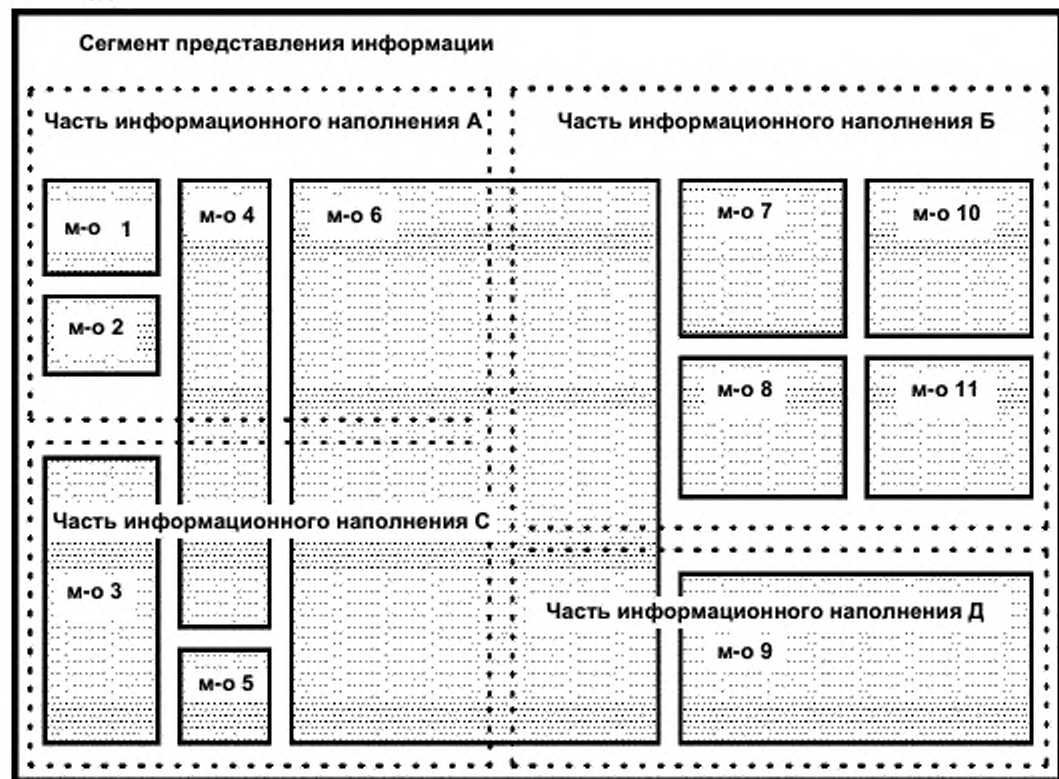 Сегмент представления информации
Часть информационного наполнения А
Часть информационного наполнения Б
м-о 1
м-о 4
м-о 6
м-о 7
м-о 10
м-о 2
м-о 8
м-о 11
Часть информационного наполнения С
м-о 3
Часть информационного наполнения Д
м-о 9
м-о 5